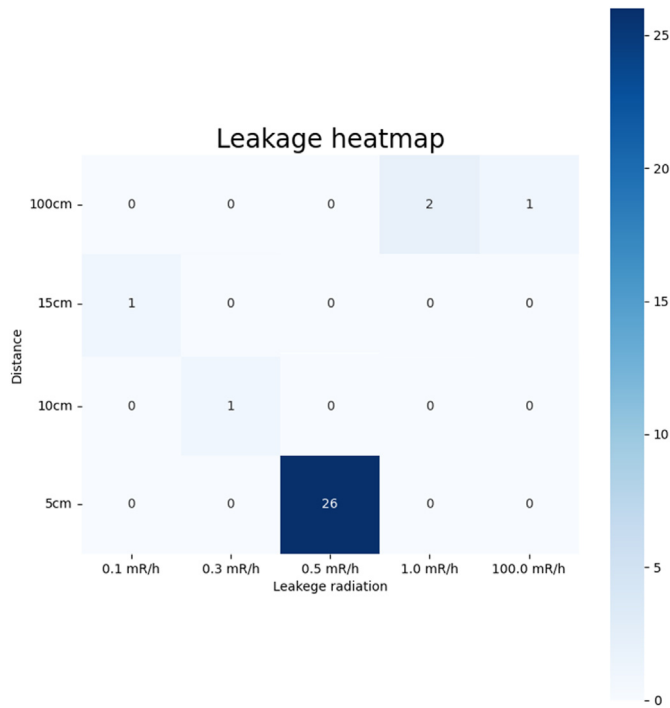 Leakage heatmap
25
20
15
10
5
0
100cm
0 0 0 2 1
15cm
1 0 0 0 0
10cm
0 1 0 0 0
5cm
0 0 26 0 0
Distance
0.1 mR/h 0.3 mR/h 0.5 mR/h 1.0 mR/h 100.0 mR/h
Leakege radiation